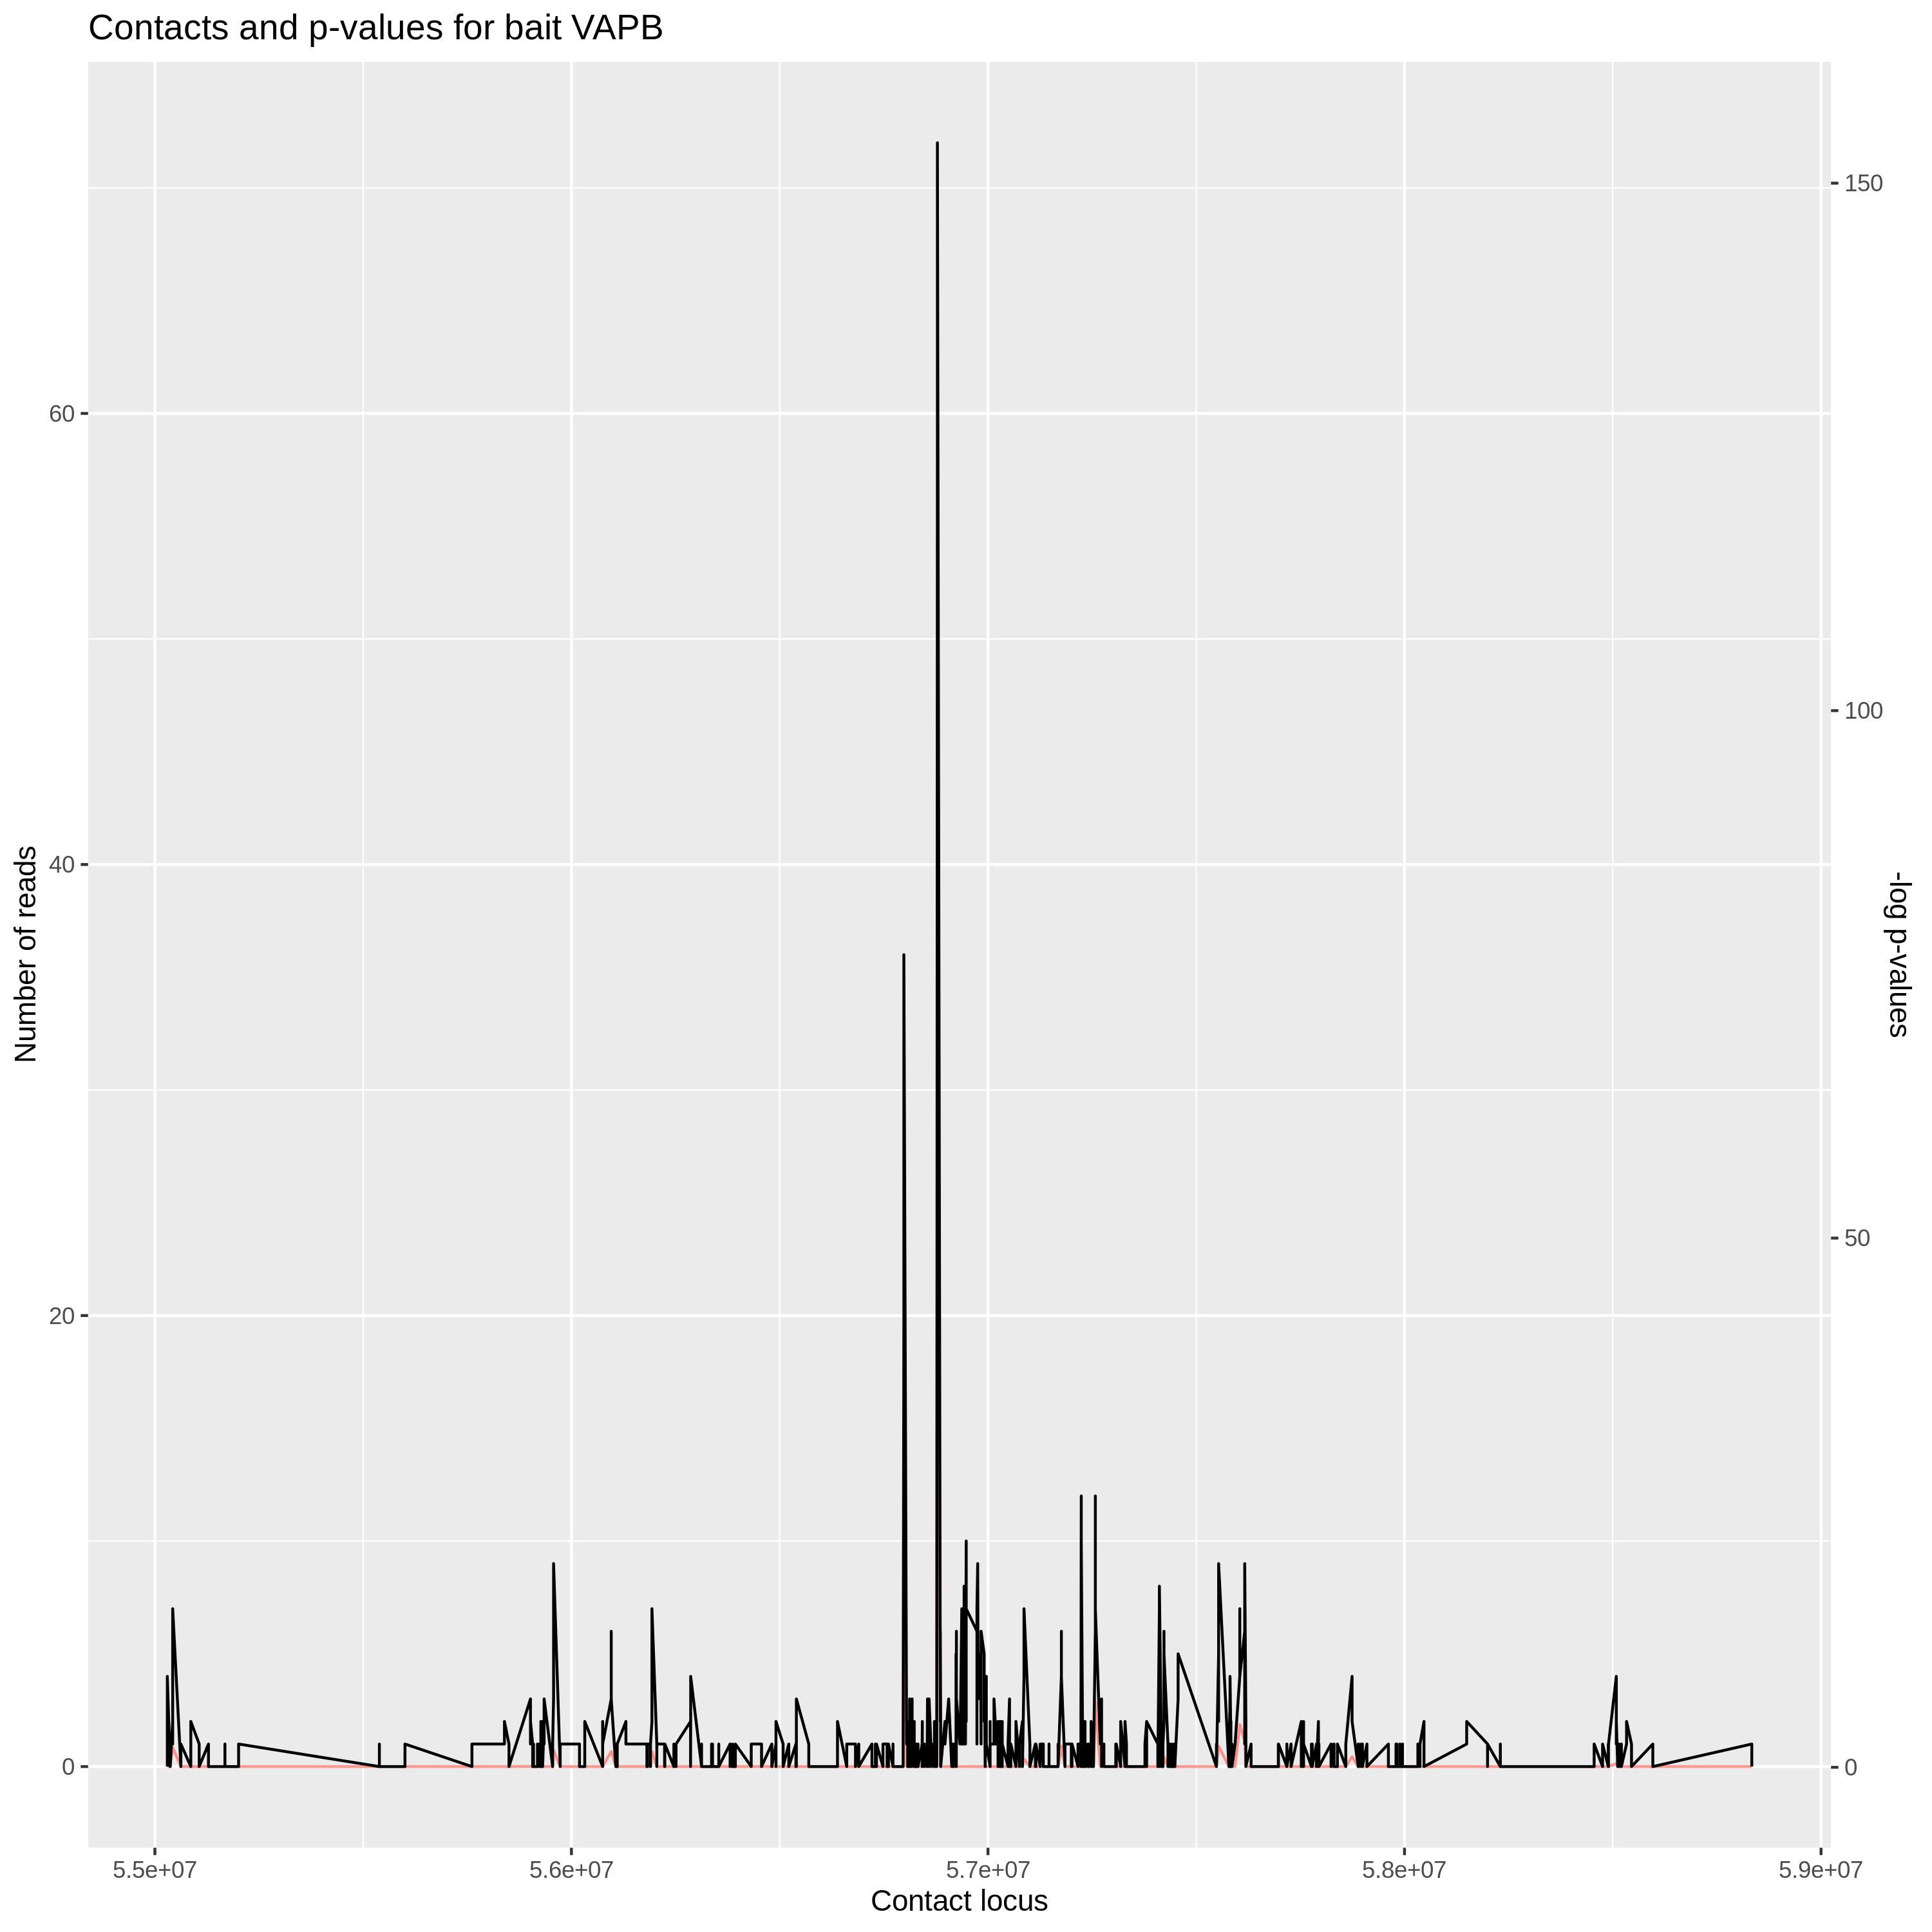 Contacts and p-values for bait VAPB
60
40
20
0
Number of reads
150
100
50
0
-log p-values
5.5e+07
5.6e+07
5.7e+07
5.8e+07
5.9e+07
Contact locus